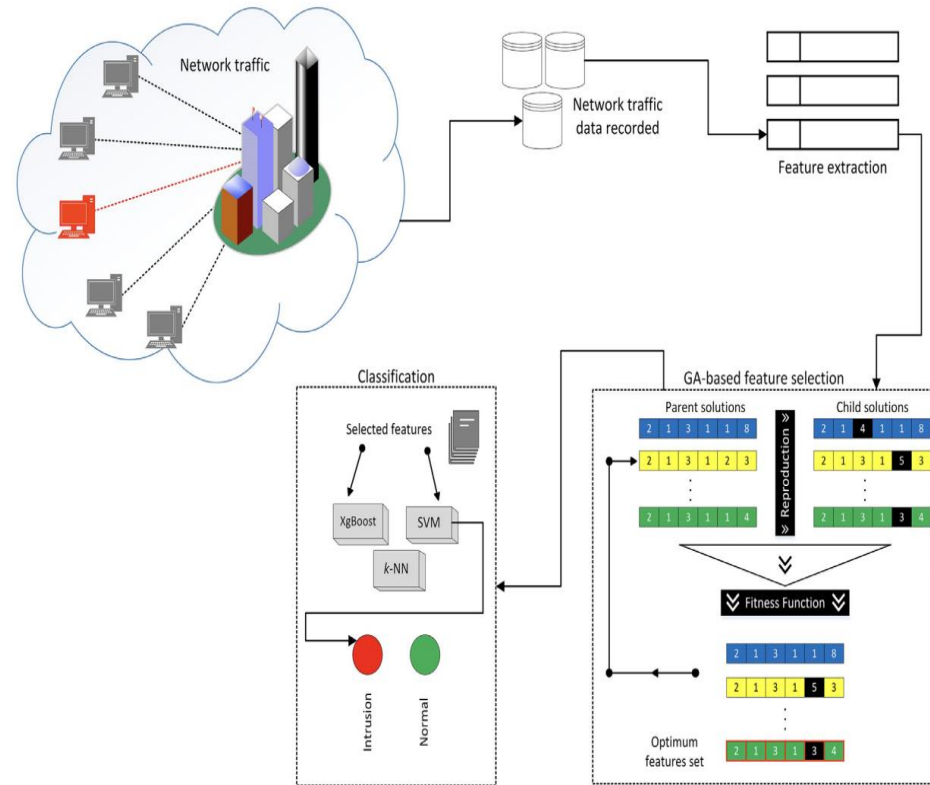 Network traffic
Network traffic
data recorded
Feature extraction
Classification
Selected features
XgBoost
SVM
k-NN
Intrusion
Normal
GA-based feature selection
Parent solutions
Child solutions
2 1 3 1 1 8
2 1 4 1 1 8
2 1 3 1 2 3
2 1 3 1 5 3
2 1 3 1 1 4
2 1 3 1 3 4
Reproduction
Fitness Function
2 1 3 1 1 8
2 1 3 1 5 3
Optimum
features set
2 1 3 1 3 4